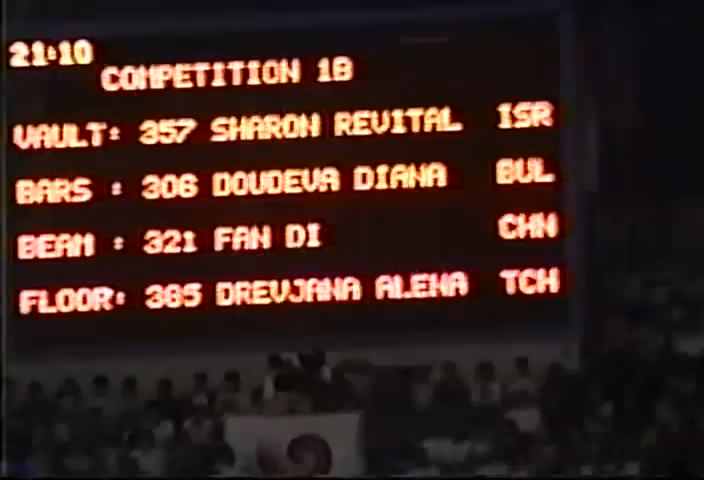 21:10
COMPETITION 1B
VAULT: 357 SHARON REVITAL ISR
BARS : 306 DOUDEVA DIANA BUL
BEAM : 321 FAN DI CHN
FLOOR: 385 DREVJANA ALENA TCH